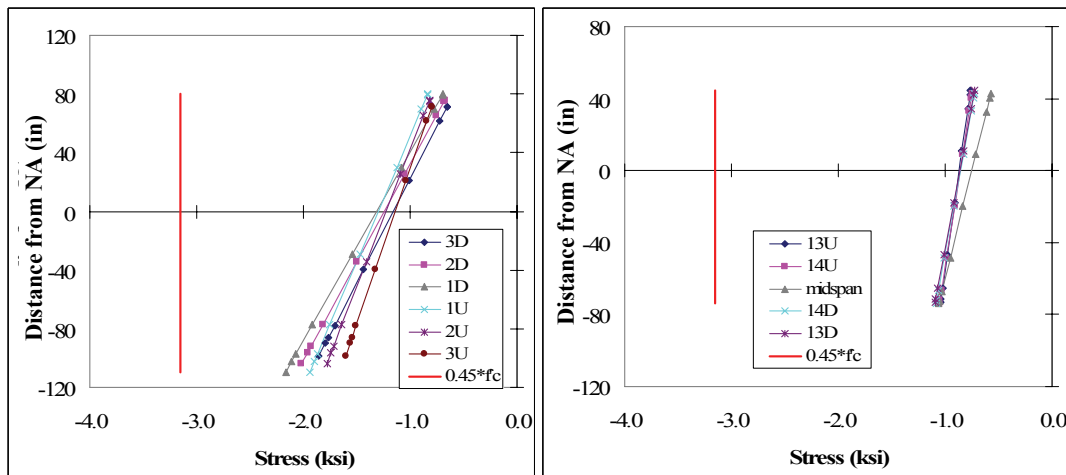 120
80
40
0
-40
-80
-120
Distance from NA (in)
-4.0
-3.0
-2.0
-1.0
0.0
Stress (ksi)
3D
2D
1D
1U
2U
3U
0.45*f'c
80
40
0
-40
-80
-120
Distance from NA (in)
-4.0
-3.0
-2.0
-1.0
0.0
Stress (ksi)
13U
14U
midspan
14D
13D
0.45*f'c